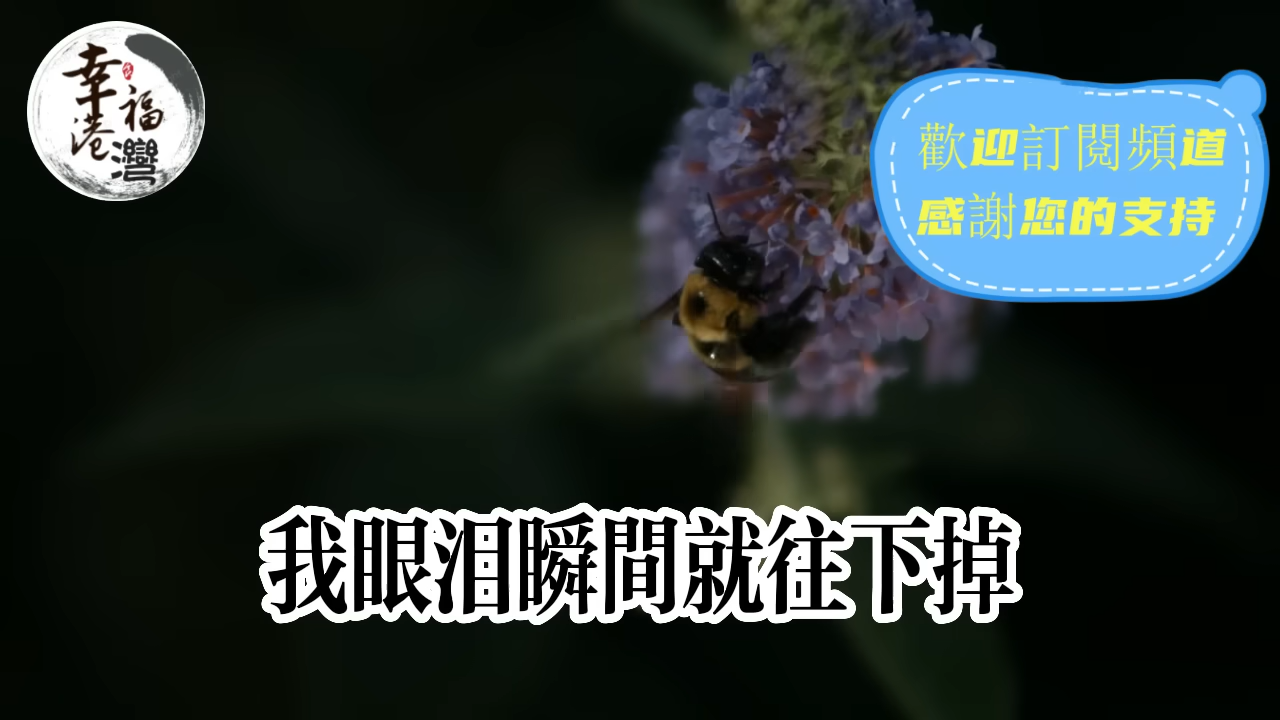 幸福
港灣
歡迎訂閱頻道
感謝您的支持
我眼泪瞬間就往下掉